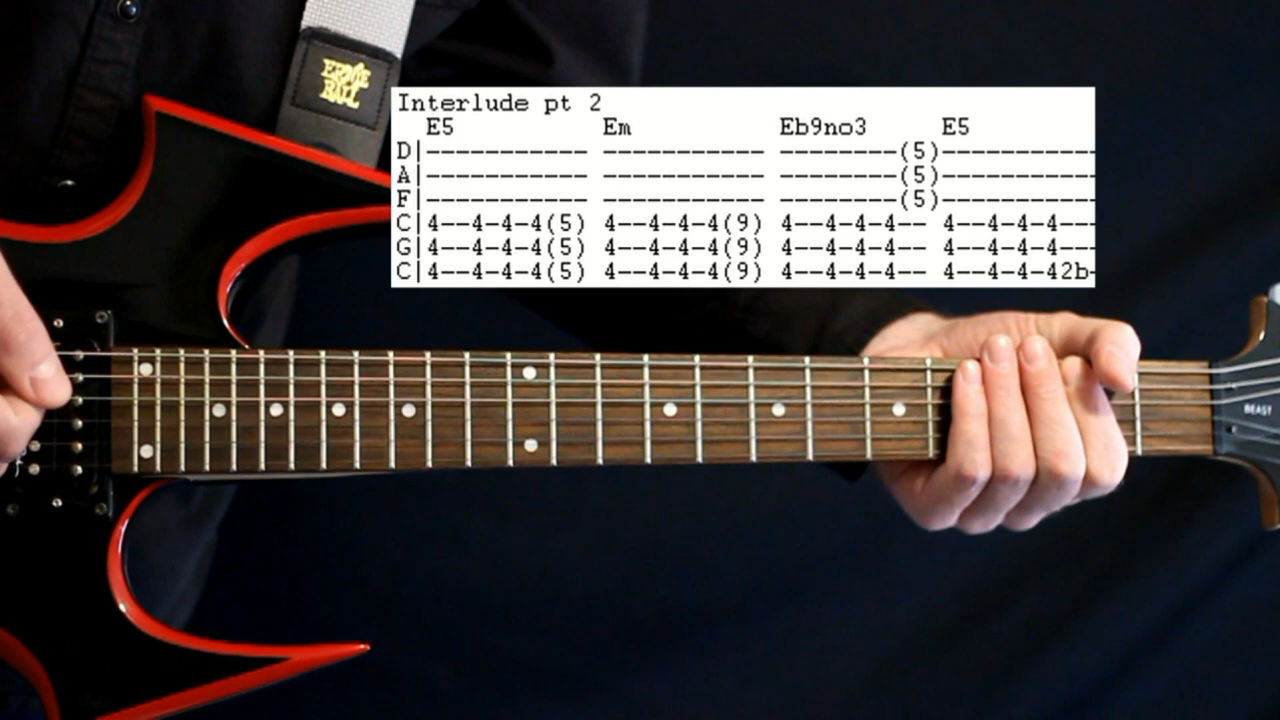 ERNIE
BALL
Interlude pt 2
E5 Em Eb9no3 E5
D|----------- ----------- --------(5)----------
A|----------- ----------- --------(5)----------
F|----------- ----------- --------(5)----------
C|4--4-4-4(5) 4--4-4-4(9) 4--4-4-4-- 4--4-4-4---
G|4--4-4-4(5) 4--4-4-4(9) 4--4-4-4-- 4--4-4-4---
C|4--4-4-4(5) 4--4-4-4(9) 4--4-4-4-- 4--4-4-42b-
BEAST